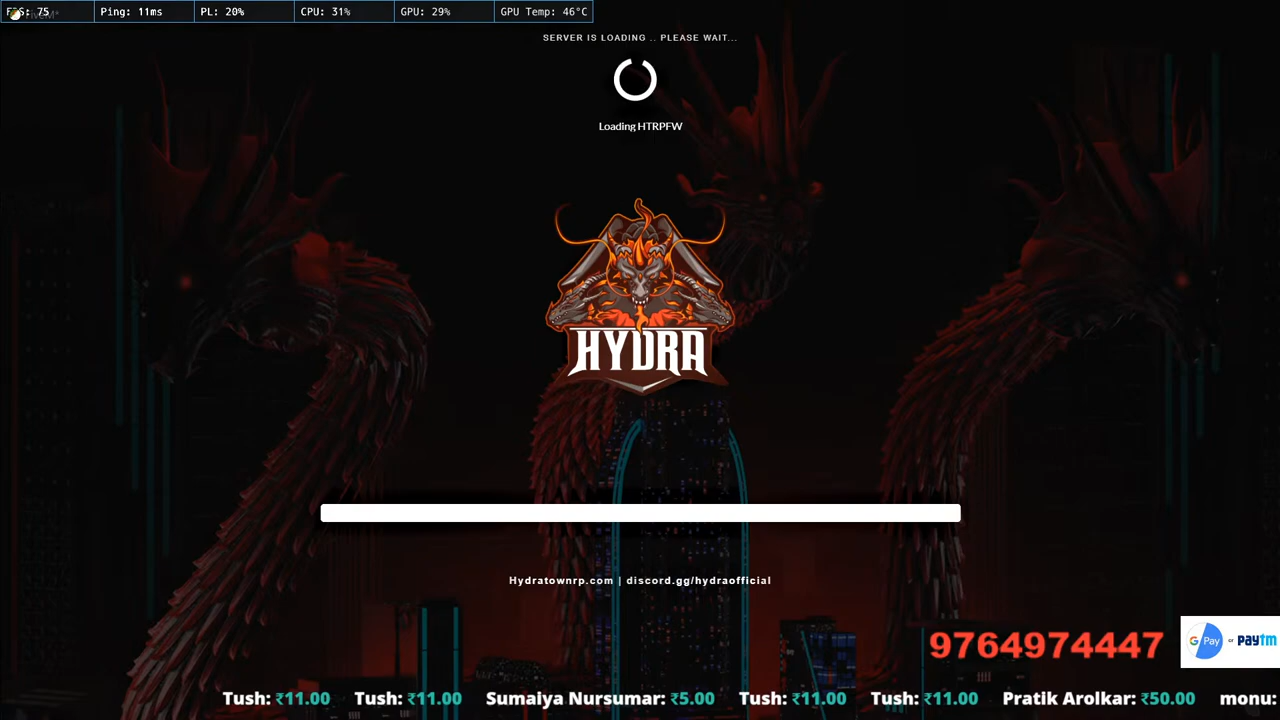 FPS: 75 Ping: 11ms PL: 20% CPU: 31% GPU: 29% GPU Temp: 46°C
SERVER IS LOADING .. PLEASE WAIT...
Loading HTRPFW
HYDRA
Hydratownrp.com | discord.gg/hydraofficial
9764974447 G Pay or paytm
Tush: ₹11.00 Tush: ₹11.00 Sumaiya Nursumar: ₹5.00 Tush: ₹11.00 Tush: ₹11.00 Pratik Arolkar: ₹50.00 monu: